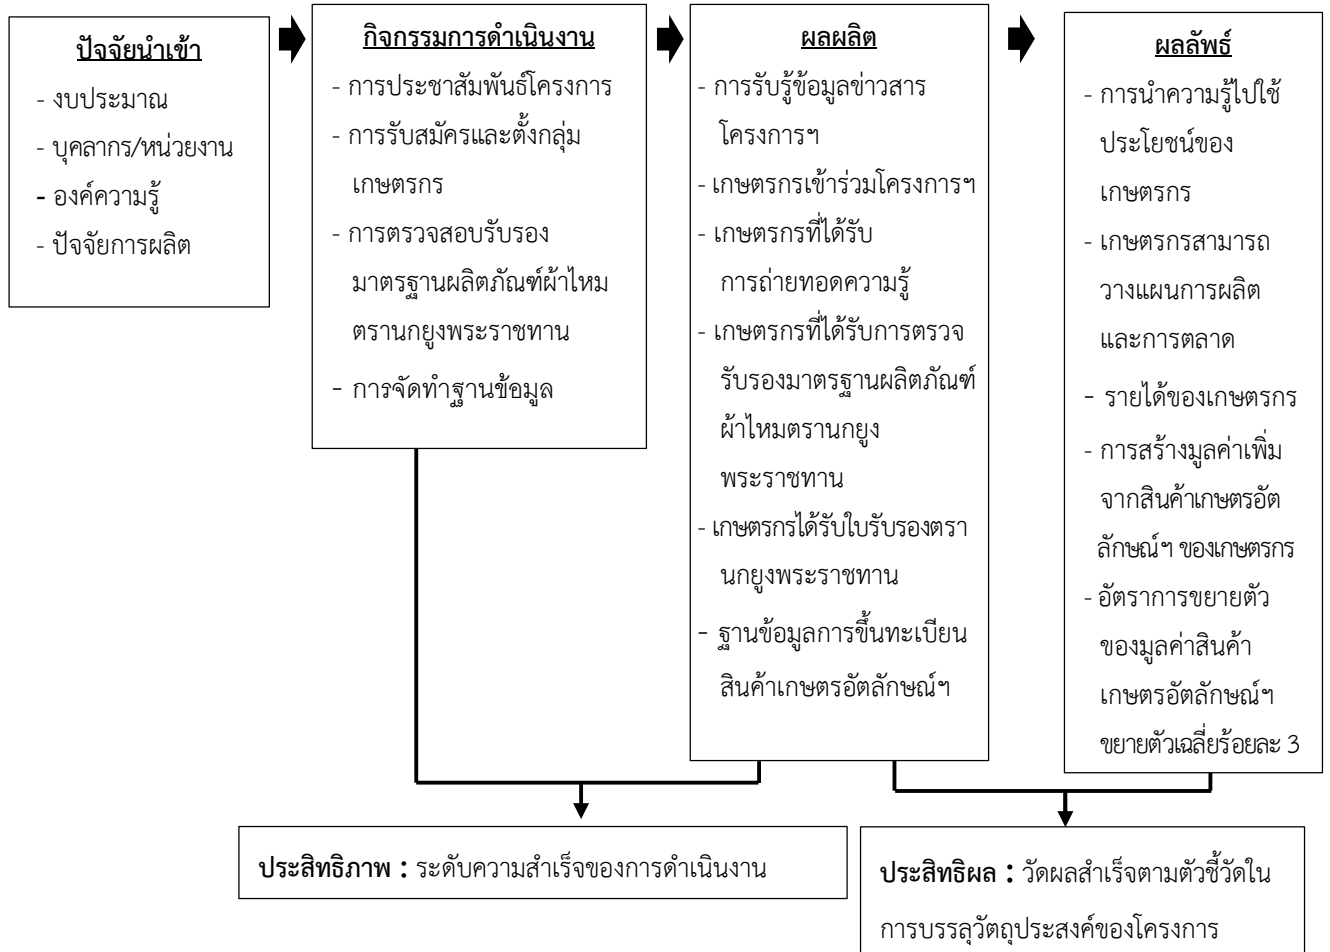 ปัจจัยนำเข้า
- งบประมาณ
- บุคลากร/หน่วยงาน
- องค์ความรู้
- ปัจจัยการผลิต
กิจกรรมการดำเนินงาน
- การประชาสัมพันธ์โครงการ
- การรับสมัครและตั้งกลุ่ม
เกษตรกร
- การตรวจสอบรับรอง
มาตรฐานผลิตภัณฑ์ผ้าไหม
ตรานกยูงพระราชทาน
- การจัดทำฐานข้อมูล
ผลผลิต
- การรับรู้ข้อมูลข่าวสาร
โครงการฯ
- เกษตรกรเข้าร่วมโครงการฯ
- เกษตรกรที่ได้รับ
การถ่ายทอดความรู้
- เกษตรกรที่ได้รับการตรวจ
รับรองมาตรฐานผลิตภัณฑ์
ผ้าไหมตรานกยูง
พระราชทาน
- เกษตรกรได้รับใบรับรองตรา
นกยูงพระราชทาน
- ฐานข้อมูลการขึ้นทะเบียน
สินค้าเกษตรอัตลักษณ์ฯ
ผลลัพธ์
- การนำความรู้ไปใช้
ประโยชน์ของ
เกษตรกร
- เกษตรกรสามารถ
วางแผนการผลิต
และการตลาด
- รายได้ของเกษตรกร
- การสร้างมูลค่าเพิ่ม
จากสินค้าเกษตรอัต
ลักษณ์ฯ ของเกษตรกร
- อัตราการขยายตัว
ของมูลค่าสินค้า
เกษตรอัตลักษณ์ฯ
ขยายตัวเฉลี่ยร้อยละ 3
ประสิทธิภาพ : ระดับความสำเร็จของการดำเนินงาน
ประสิทธิผล : วัดผลสำเร็จตามตัวชี้วัดใน
การบรรลุวัตถุประสงค์ของโครงการ